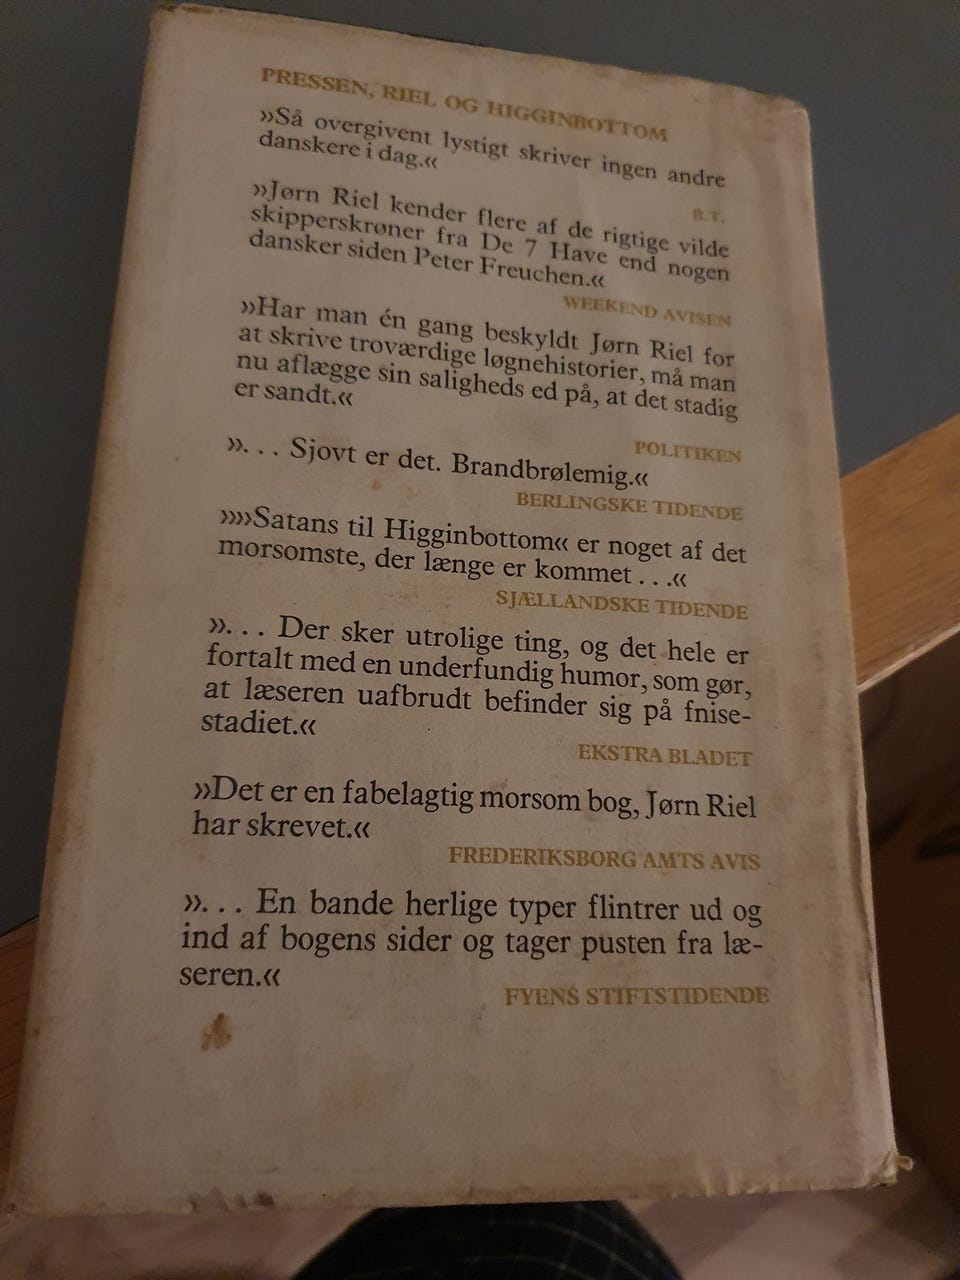 PRESSEN, RIEL OG HIGGINBOTTOM
»Så overgivent lystigt skriver ingen andre
danskere i dag.«
B.T.
»Jørn Riel kender flere af de rigtige vilde
skipperskrøner fra De 7 Have end nogen
dansker siden Peter Freuchen.«
WEEKEND AVISEN
»Har man én gang beskyldt Jørn Riel for
at skrive troværdige løgnehistorier, må man
nu aflægge sin saligheds ed på, at det stadig
er sandt.«
POLITIKEN
». . . Sjovt er det. Brandbrølemig.«
BERLINGSKE TIDENDE
»»Satans til Higginbottom« er noget af det
morsomste, der længe er kommet . . .«
SJÆLLANDSKE TIDENDE
». . . Der sker utrolige ting, og det hele er
fortalt med en underfundig humor, som gør,
at læseren uafbrudt befinder sig på fnise-
stadiet.«
EKSTRA BLADET
»Det er en fabelagtig morsom bog, Jørn Riel
har skrevet.«
FREDERIKSBORG AMTS AVIS
». . . En bande herlige typer flintrer ud og
ind af bogens sider og tager pusten fra læ-
seren.«
FYENS STIFTSTIDENDE